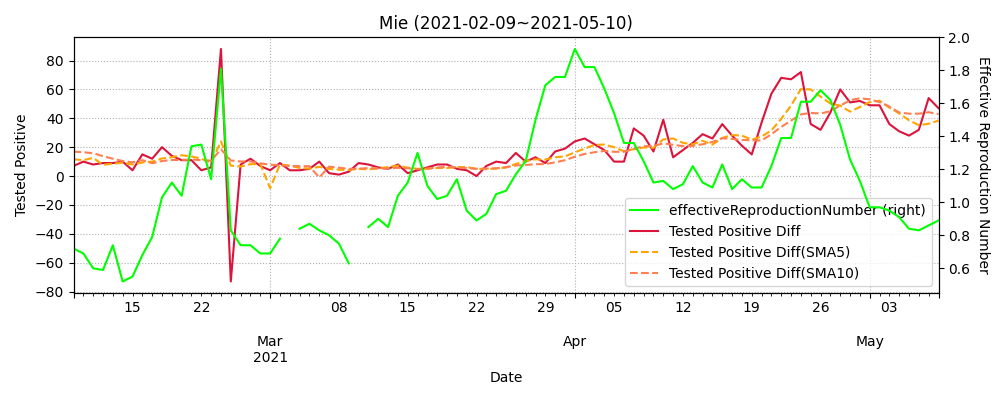 Mie (2021-02-09~2021-05-10)
Tested Positive
80
60
40
20
0
−20
−40
−60
−80
2.0
1.8
1.6
1.4
1.2
1.0
0.8
0.6
Effective Reproduction Number
effectiveReproductionNumber (right)
Tested Positive Diff
Tested Positive Diff(SMA5)
Tested Positive Diff(SMA10)
15 22 08 15 22 29 05 12 19 26 03
Mar Apr May
2021
Date